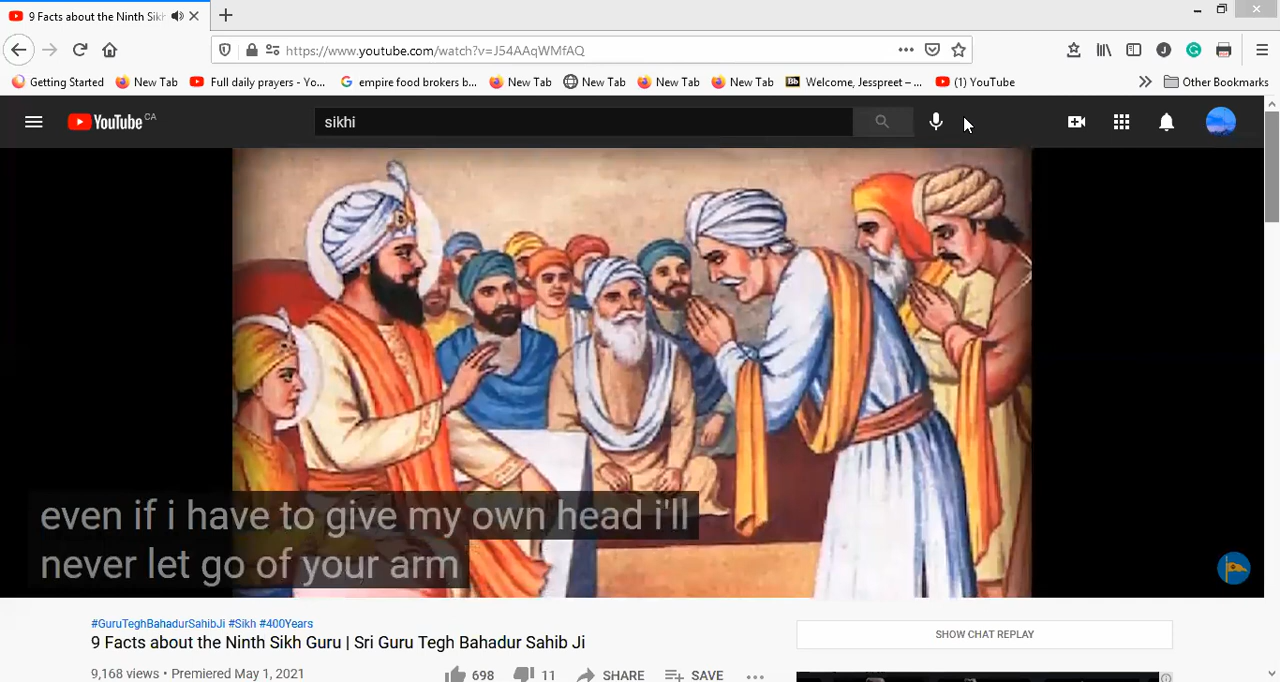 9 Facts about the Ninth Sikh
https://www.youtube.com/watch?v=J54AAqWMfAQ
Getting Started New Tab Full daily prayers - Yo... empire food brokers b... New Tab New Tab New Tab New Tab Bb Welcome, Jesspreet – ... (1) YouTube Other Bookmarks
YouTube CA sikhi
even if i have to give my own head i'll
never let go of your arm
#GuruTeghBahadurSahibJi #Sikh #400Years
9 Facts about the Ninth Sikh Guru | Sri Guru Tegh Bahadur Sahib Ji
SHOW CHAT REPLAY
9,168 views • Premiered May 1, 2021 698 11 SHARE SAVE